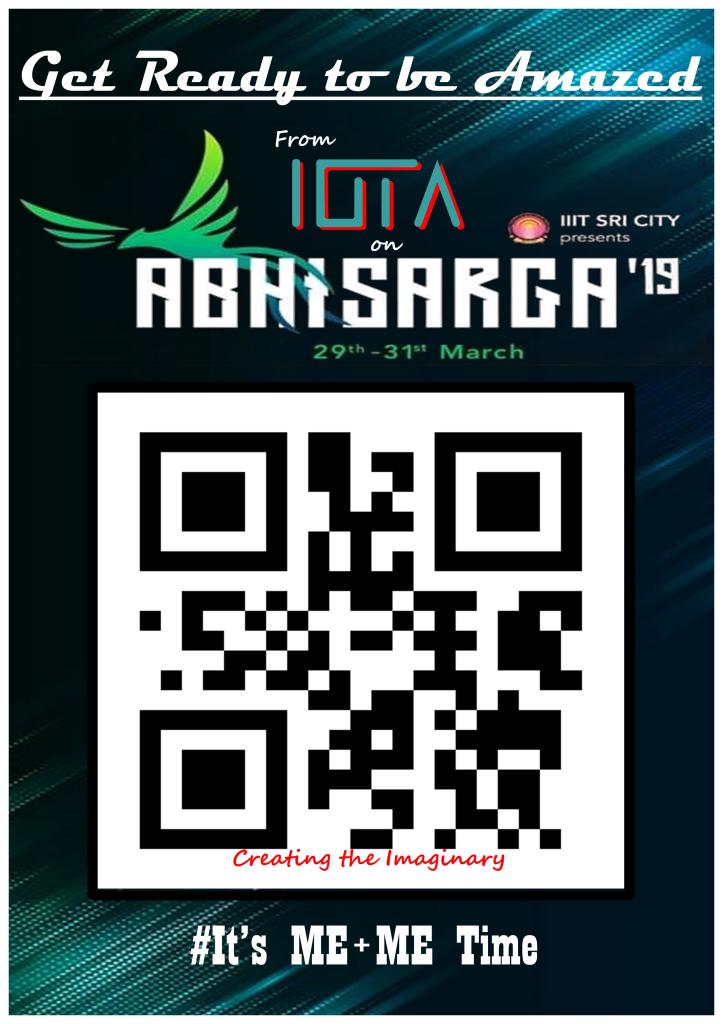 Get Ready to be Amazed
From
IOTA
on
IIIT SRI CITY
presents
ABHISARGA '19
29th - 31st March
Creating the Imaginary
#It's ME+ME Time